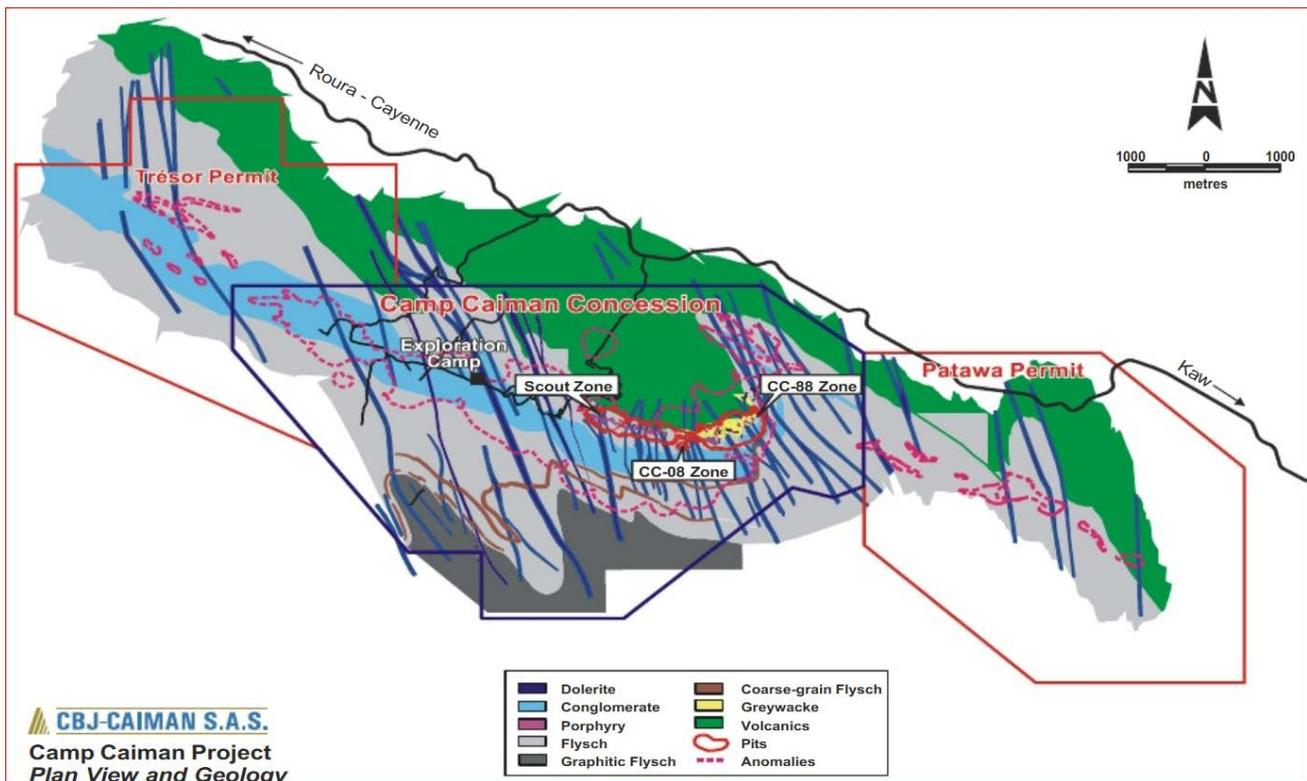 Roura - Cayenne
N
1000 0 1000
metres
Trésor Permit
Camp Caiman Concession
Exploration
Camp
Scout Zone
CC-88 Zone
Patawa Permit
Kaw
CC-08 Zone
Dolerite
Conglomerate
Porphyry
Flysch
Graphitic Flysch
Coarse-grain Flysch
Greywacke
Volcanics
Pits
Anomalies
CBJ-CAIMAN S.A.S.
Camp Caiman Project
Plan View and Geology